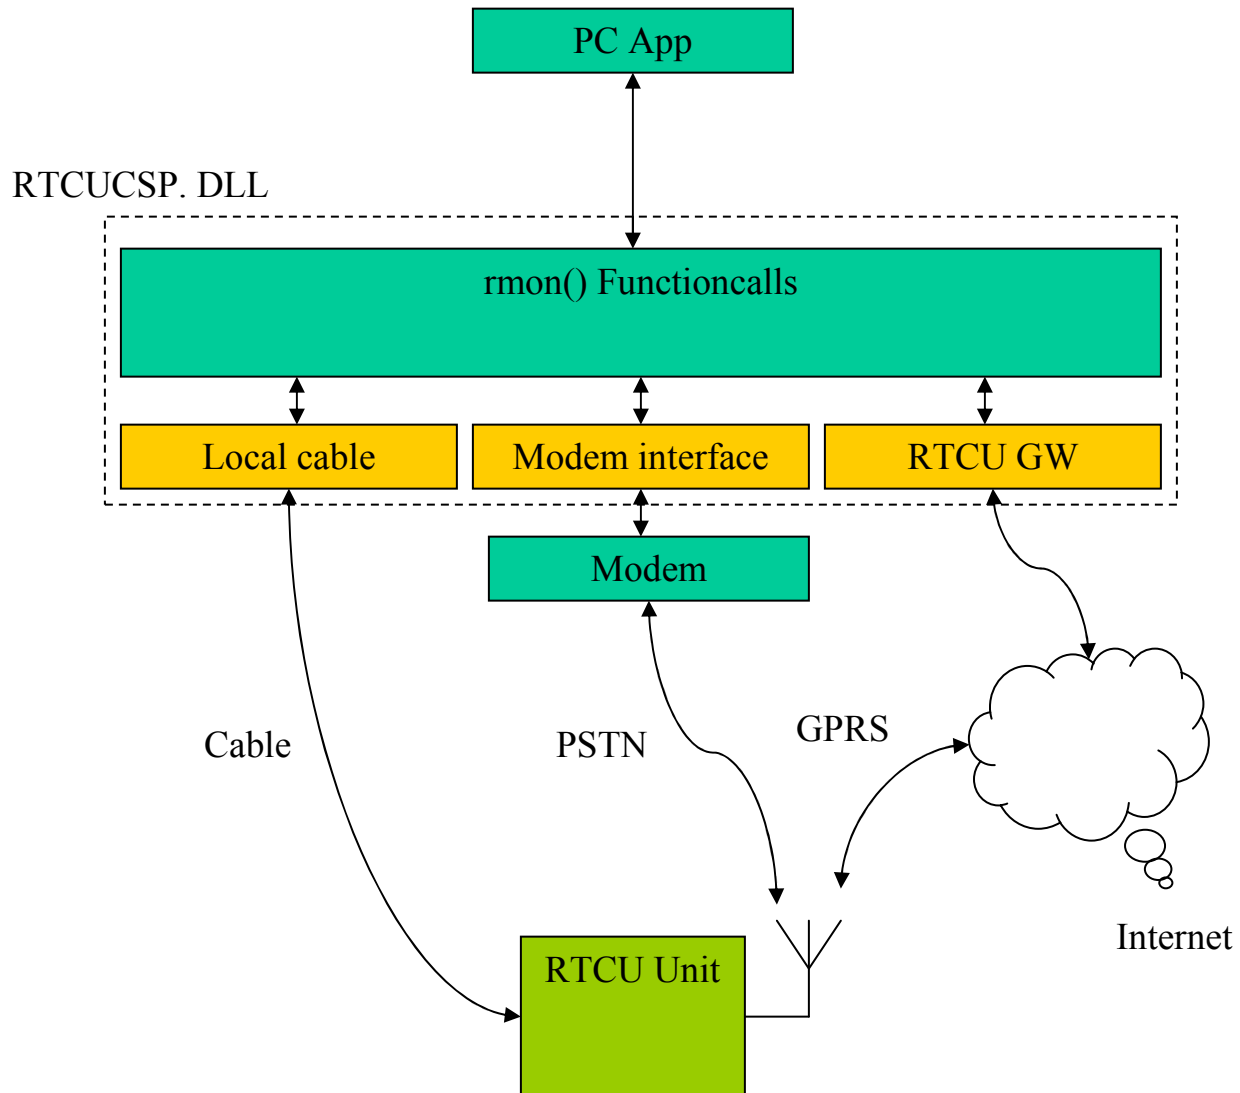 PC App
RTCUCSP. DLL
rmon() Functioncalls
Local cable
Modem interface
RTCU GW
Modem
Cable
PSTN
GPRS
Internet
RTCU Unit